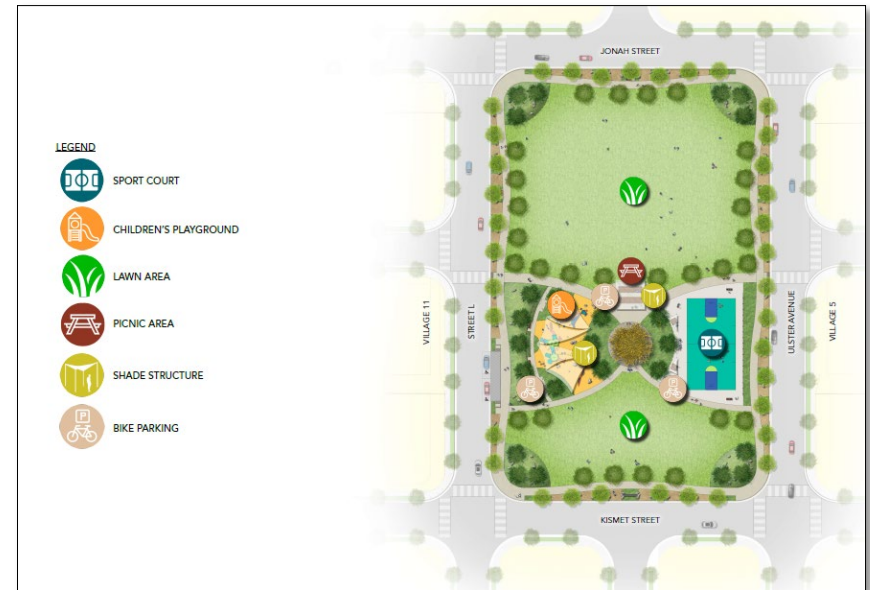 JONAH STREET
LEGEND
SPORT COURT
CHILDREN'S PLAYGROUND
LAWN AREA
PICNIC AREA
SHADE STRUCTURE
P
BIKE PARKING
VILLAGE 11
STREET L
P
P
P
ULSTER AVENUE
VILLAGE 5
KISMET STREET